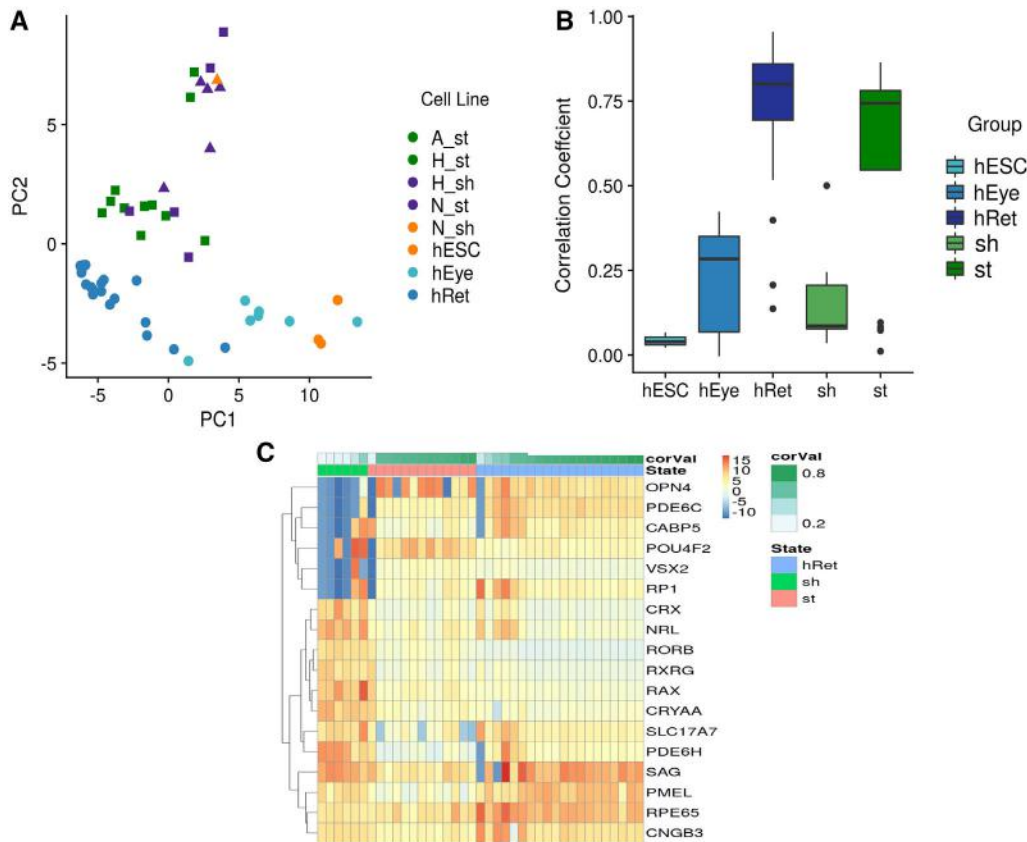 A
PC2
5
0
-5
-5
0
5
10
PC1
Cell Line
A_st
H_st
H_sh
N_st
N_sh
hESC
hEye
hRet
B
Correlation Coeffcient
1.00
0.75
0.50
0.25
0.00
hESC
hEye
hRet
sh
st
Group
hESC
hEye
hRet
sh
st
C
corVal
State
OPN4
PDE6C
CABP5
POU4F2
VSX2
RP1
CRX
NRL
RORB
RXRG
RAX
CRYAA
SLC17A7
PDE6H
SAG
PMEL
RPE65
CNGB3
15
10
5
0
-5
-10
corVal
0.8
0.2
State
hRet
sh
st